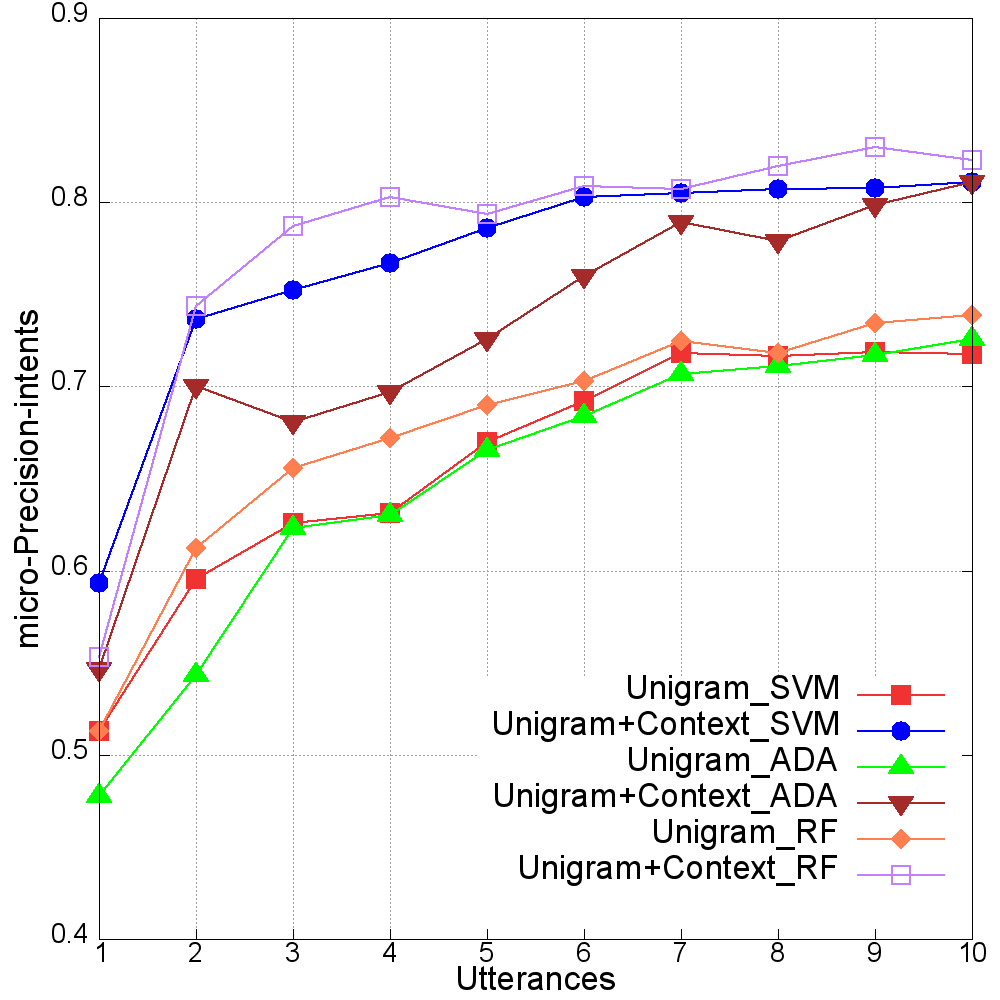 0.9
0.8
0.7
0.6
0.5
0.4
micro-Precision-intents
Unigram_SVM
Unigram+Context_SVM
Unigram_ADA
Unigram+Context_ADA
Unigram_RF
Unigram+Context_RF
1 2 3 4 5 6 7 8 9 10
Utterances